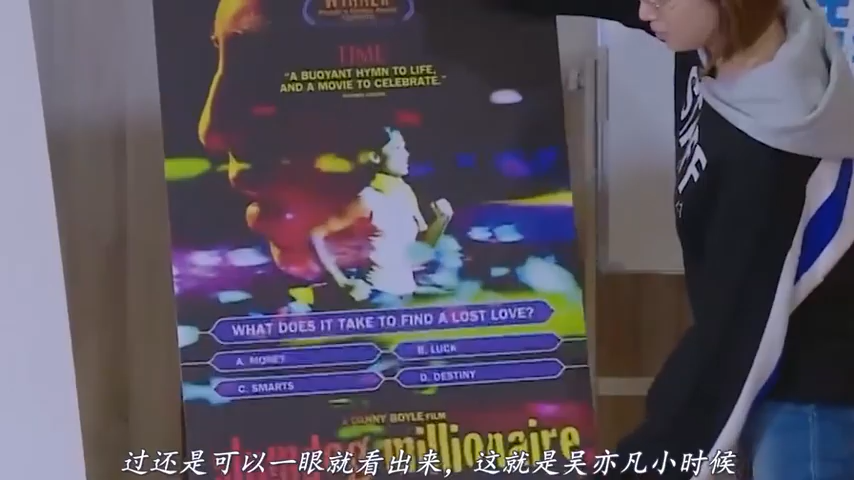 WINNER
TIME
"A BUOYANT HYMN TO LIFE,
AND A MOVIE TO CELEBRATE."
WHAT DOES IT TAKE TO FIND A LOST LOVE?
A. MONEY
B. LUCK
C. SMARTS
D. DESTINY
A DANNY BOYLE FILM
slumdog millionaire
过还是可以一眼就看出来，这就是吴亦凡小时候